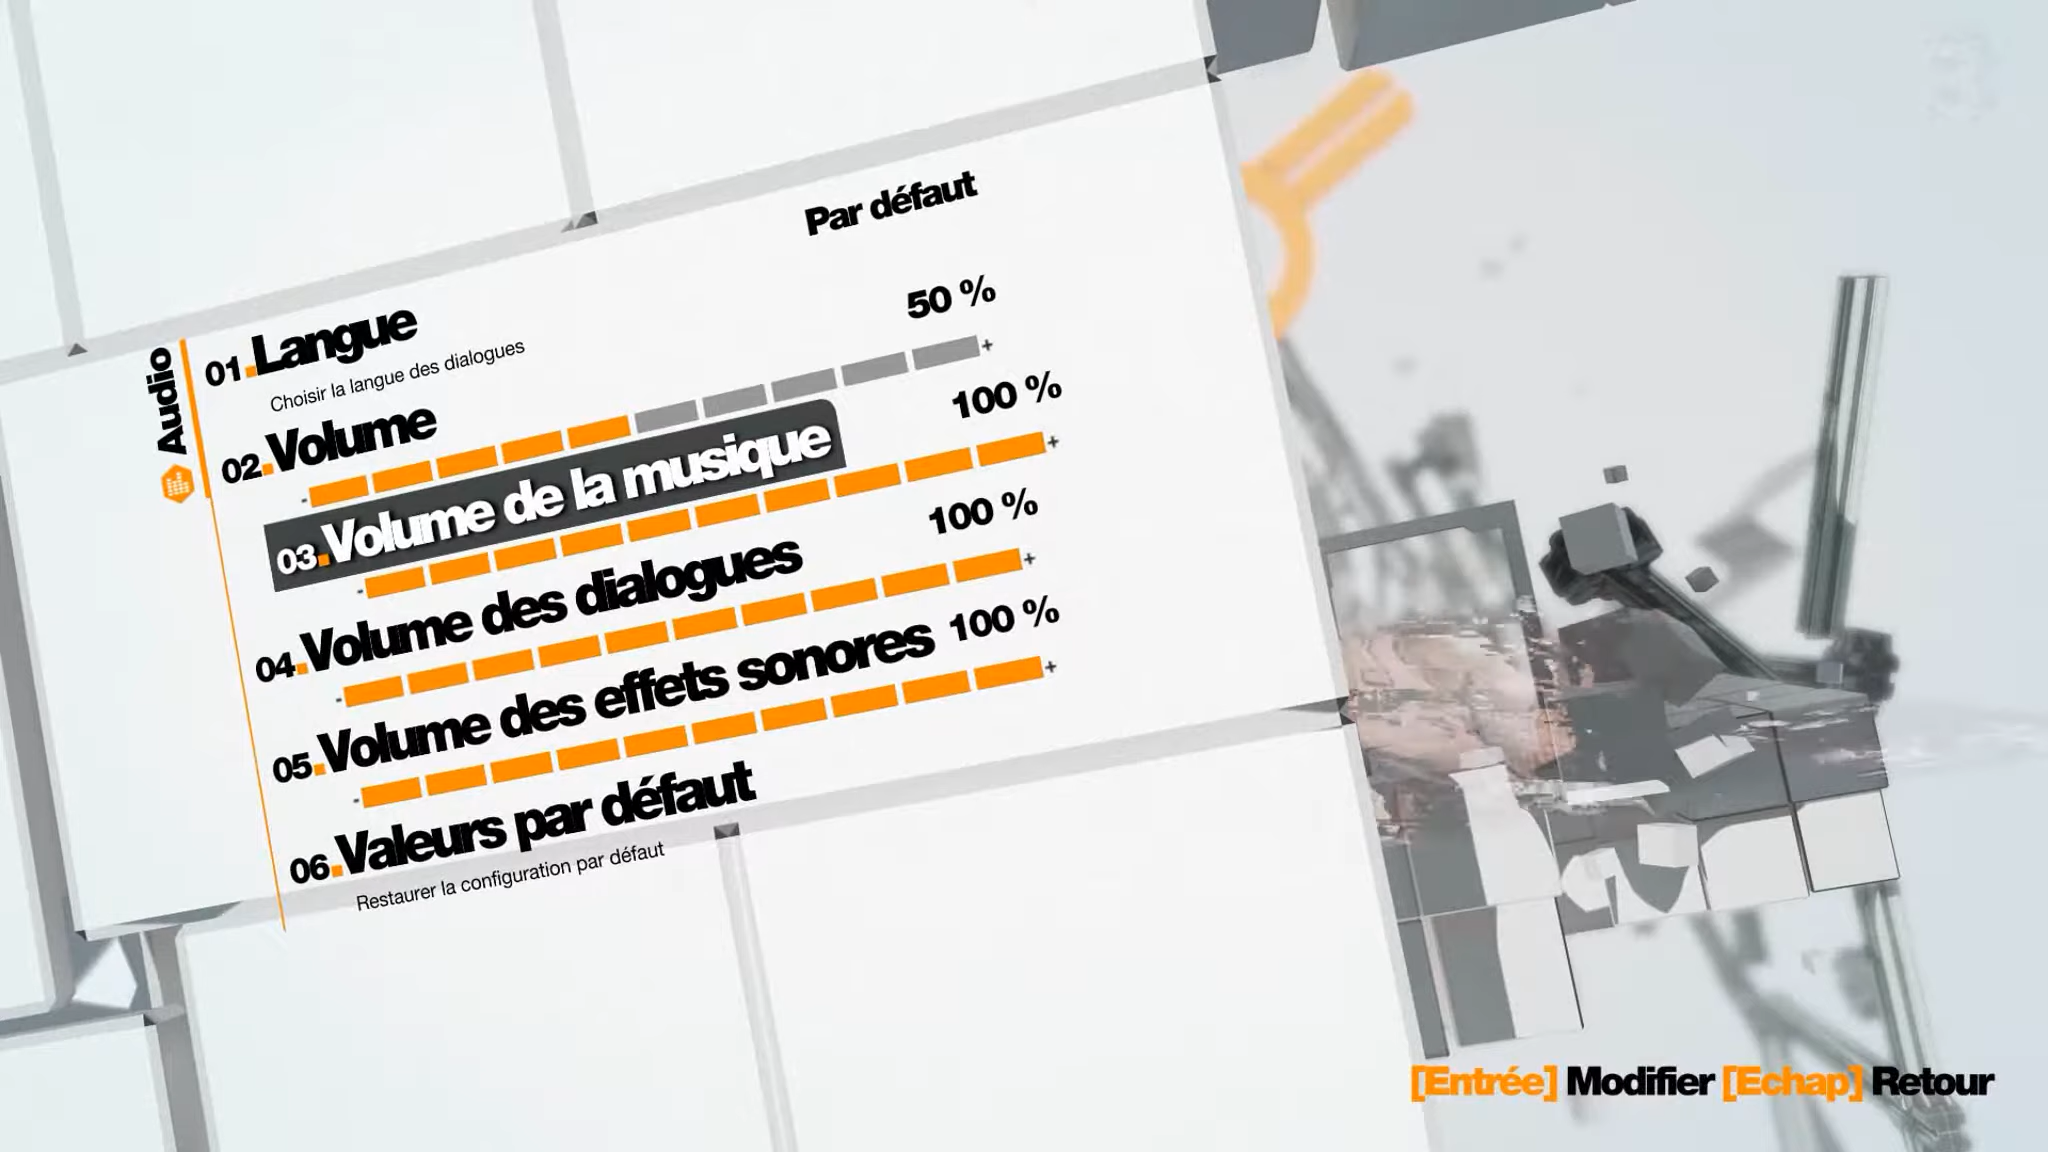 Audio
01.Langue
Par défaut
Choisir la langue des dialogues
02.Volume
50 %
- +
03.Volume de la musique
100 %
- +
04.Volume des dialogues
100 %
- +
05.Volume des effets sonores
100 %
- +
06.Valeurs par défaut
Restaurer la configuration par défaut
[Entrée] Modifier [Echap] Retour